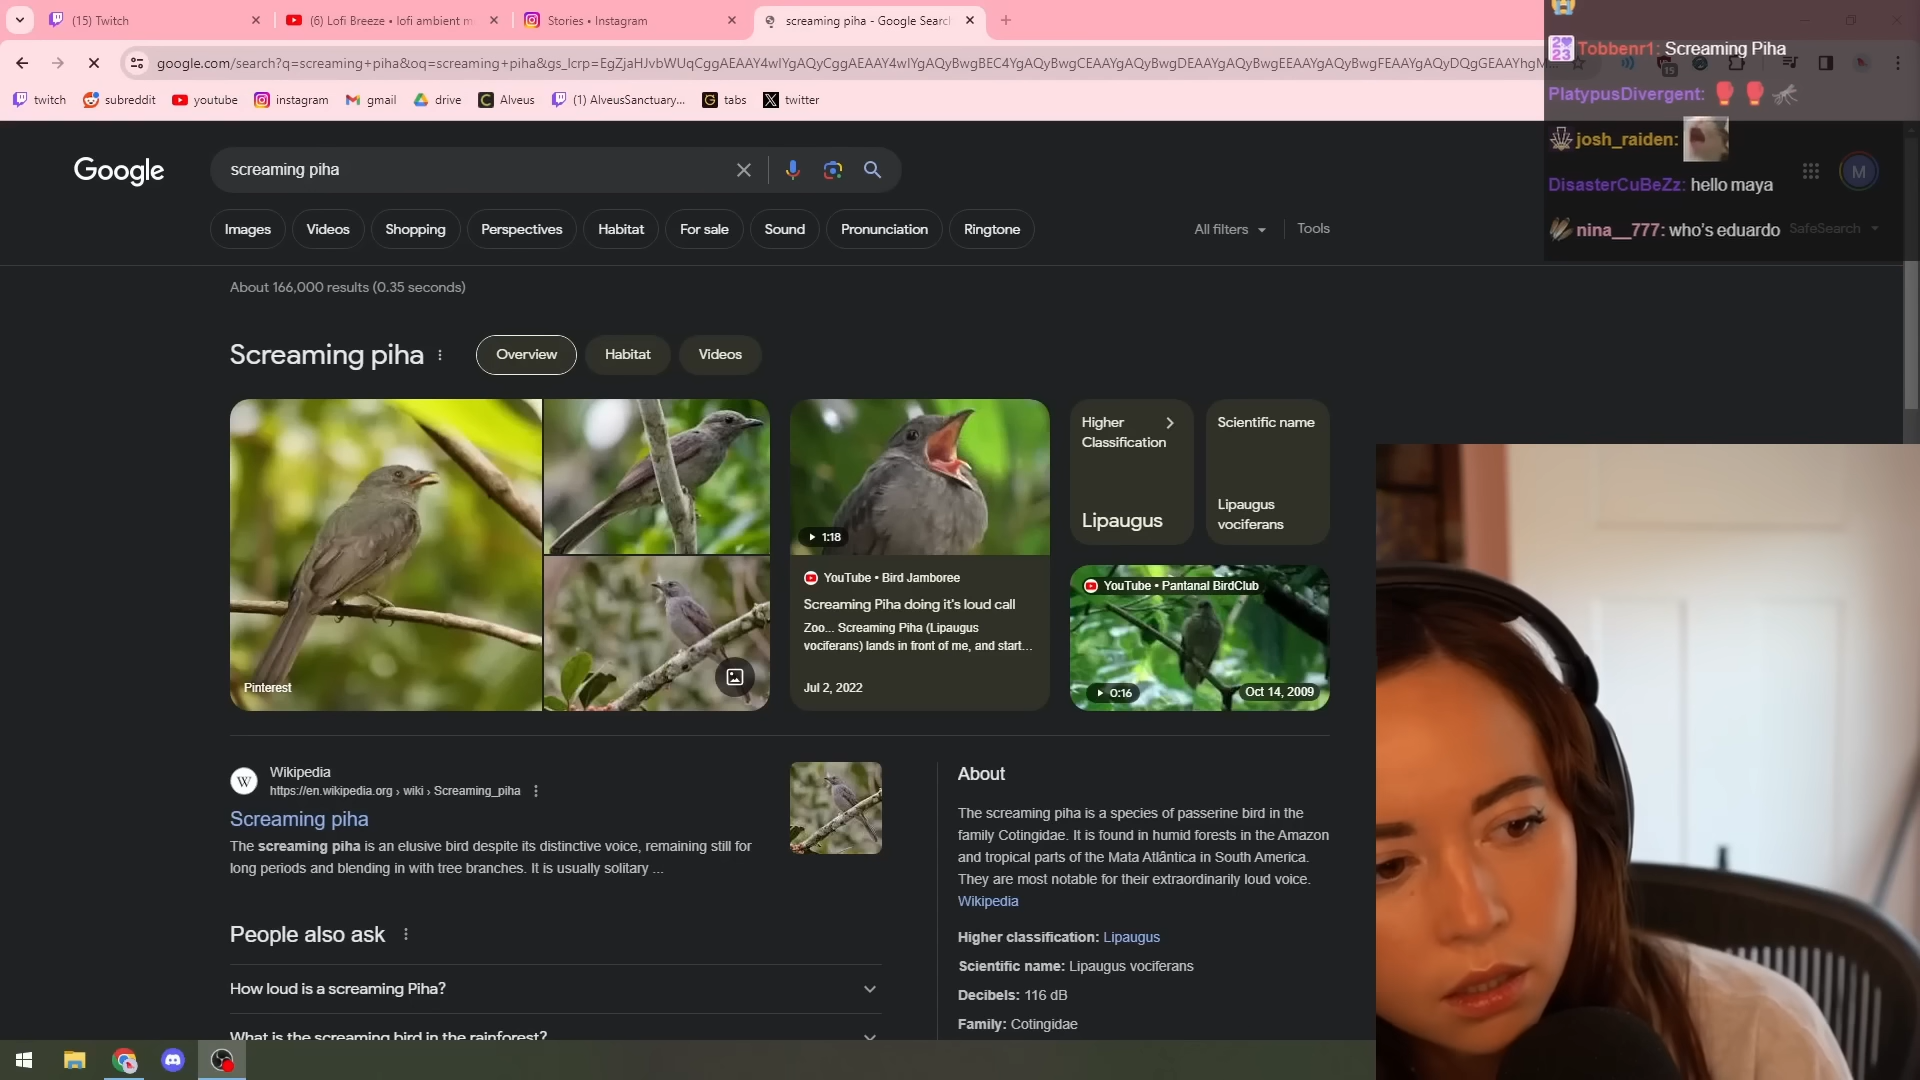 (15) Twitch
(6) Lofi Breeze • lofi ambient m
Stories • Instagram
screaming piha - Google Searc
google.com/search?q=screaming+piha&oq=screaming+piha&gs_lcrp=EgZjaHJvbWUqCggAEAAY4wIYgAQyCggAEAAY4wIYgAQyBwgBEC4YgAQyBwgCEAAYgAQyBwgDEAAYgAQyBwgEEAAYgAQyBwgFEAAYgAQyDQgGEAAYhgM...
15
twitch
subreddit
youtube
instagram
gmail
drive
Alveus
(1) AlveusSanctuary...
tabs
twitter
Tobbenr1: Screaming Piha
PlatypusDivergent:
josh_raiden:
DisasterCuBeZz: hello maya
nina__777: who's eduardo
Google
screaming piha
M
SafeSearch
Images
Videos
Shopping
Perspectives
Habitat
For sale
Sound
Pronunciation
Ringtone
All filters
Tools
About 166,000 results (0.35 seconds)
Screaming piha
Overview
Habitat
Videos
Pinterest
1:18
YouTube • Bird Jamboree
Screaming Piha doing it's loud call
Zoo... Screaming Piha (Lipaugus
vociferans) lands in front of me, and start...
Jul 2, 2022
Higher
Classification
Lipaugus
Scientific name
Lipaugus
vociferans
YouTube • Pantanal BirdClub
0:16
Oct 14, 2009
W
Wikipedia
https://en.wikipedia.org › wiki › Screaming_piha
Screaming piha
The screaming piha is an elusive bird despite its distinctive voice, remaining still for
long periods and blending in with tree branches. It is usually solitary ...
People also ask
How loud is a screaming Piha?
What is the screaming bird in the rainforest?
About
The screaming piha is a species of passerine bird in the
family Cotingidae. It is found in humid forests in the Amazon
and tropical parts of the Mata Atlântica in South America.
They are most notable for their extraordinarily loud voice.
Wikipedia
Higher classification: Lipaugus
Scientific name: Lipaugus vociferans
Decibels: 116 dB
Family: Cotingidae